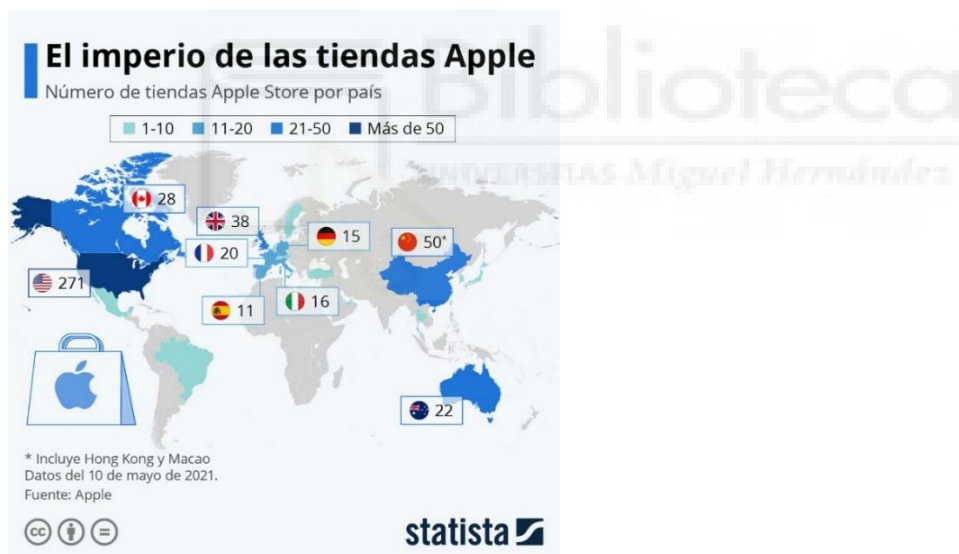 El imperio de las tiendas Apple
Número de tiendas Apple Store por país
1-10 11-20 21-50 Más de 50
28
38
15
50*
20
271
11
16
22
* Incluye Hong Kong y Macao
Datos del 10 de mayo de 2021.
Fuente: Apple
cc
statista
Biblioteca
UNIVERSITAS Miguel Hernández